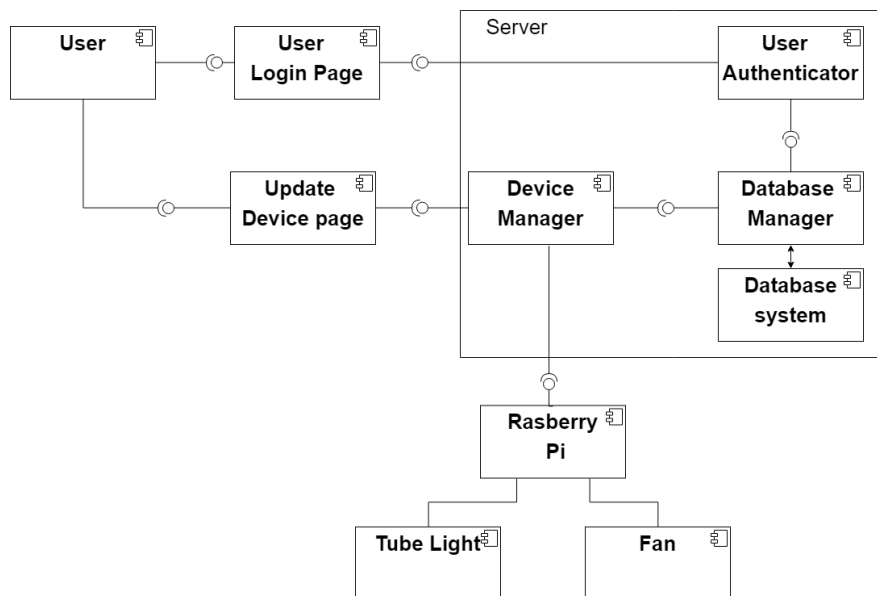 Server
User
User
Login Page
User
Authenticator
Update
Device page
Device
Manager
Database
Manager
Database
system
Rasberry
Pi
Tube Light
Fan